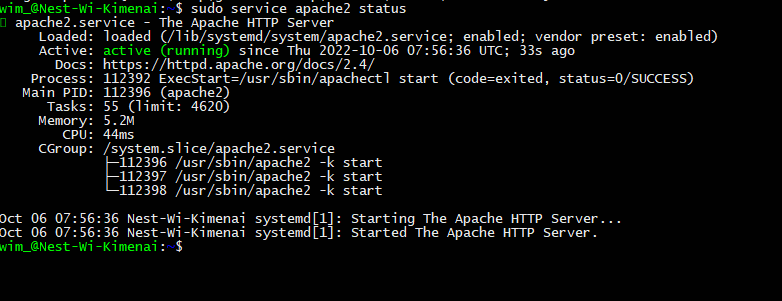 wim_@Nest-Wi-Kimenai:~$ sudo service apache2 status
apache2.service - The Apache HTTP Server
Loaded: loaded (/lib/systemd/system/apache2.service; enabled; vendor preset: enabled)
Active: active (running) since Thu 2022-10-06 07:56:36 UTC; 33s ago
Docs: https://httpd.apache.org/docs/2.4/
Process: 112392 ExecStart=/usr/sbin/apachectl start (code=exited, status=0/SUCCESS)
Main PID: 112396 (apache2)
Tasks: 55 (limit: 4620)
Memory: 5.2M
CPU: 44ms
CGroup: /system.slice/apache2.service
├─112396 /usr/sbin/apache2 -k start
├─112397 /usr/sbin/apache2 -k start
└─112398 /usr/sbin/apache2 -k start
Oct 06 07:56:36 Nest-Wi-Kimenai systemd[1]: Starting The Apache HTTP Server...
Oct 06 07:56:36 Nest-Wi-Kimenai systemd[1]: Started The Apache HTTP Server.
wim_@Nest-Wi-Kimenai:~$